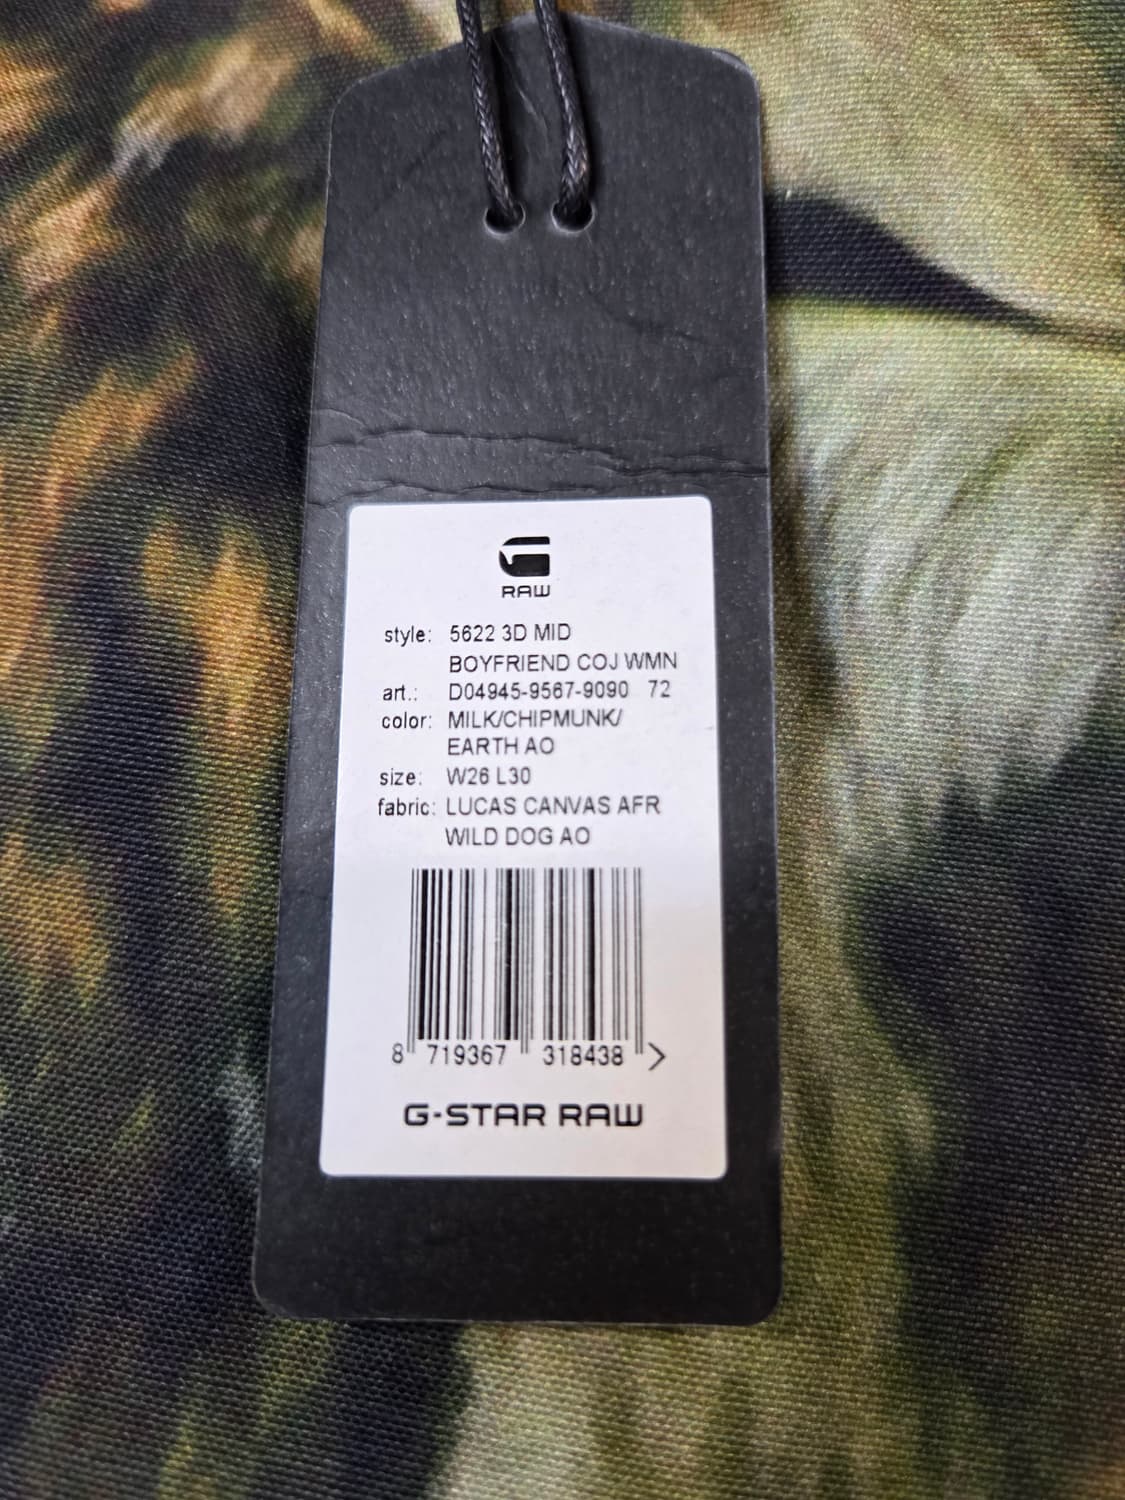 RAW
style: 5622 3D MID
BOYFRIEND COJ WMN
art.: D04945-9567-9090 72
color: MILK/CHIPMUNK/
EARTH AO
size: W26 L30
fabric: LUCAS CANVAS AFR
WILD DOG AO
8 719367 318438 >
G-STAR RAW